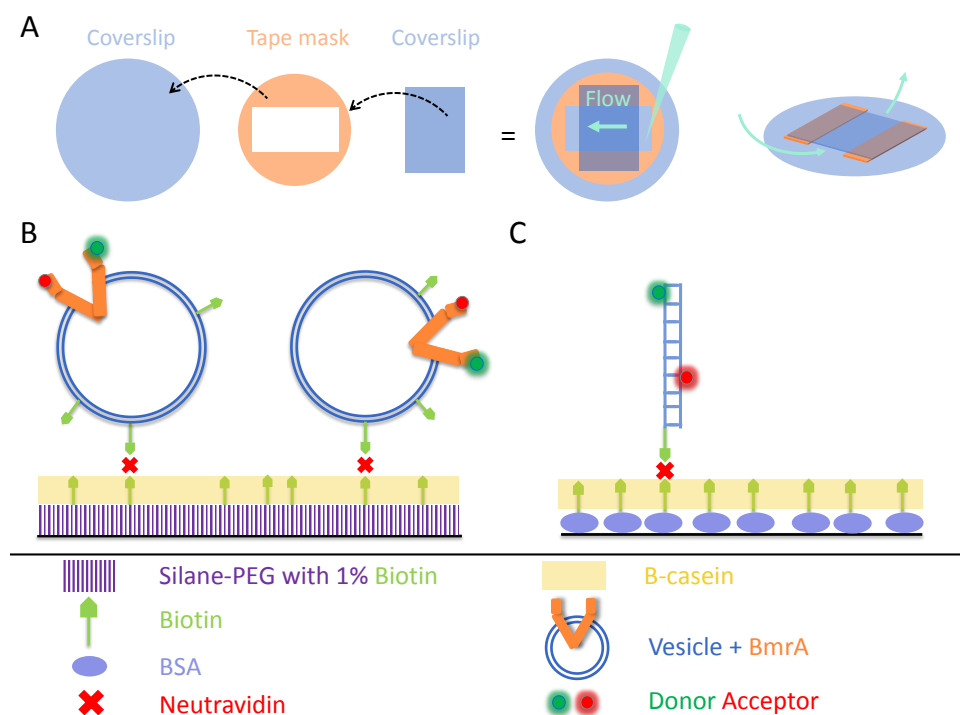 A
Coverslip Tape mask Coverslip
= Flow
B C
Silane-PEG with 1% Biotin
Biotin
BSA
Neutravidin
B-casein
Vesicle + BmrA
Donor Acceptor